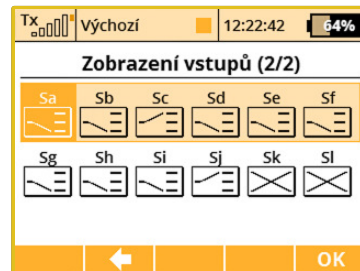 Tx Výchozí 12:22:42 64%
Zobrazení vstupů (2/2)
Sa Sb Sc Sd Se Sf
Sg Sh Si Sj Sk Sl
OK